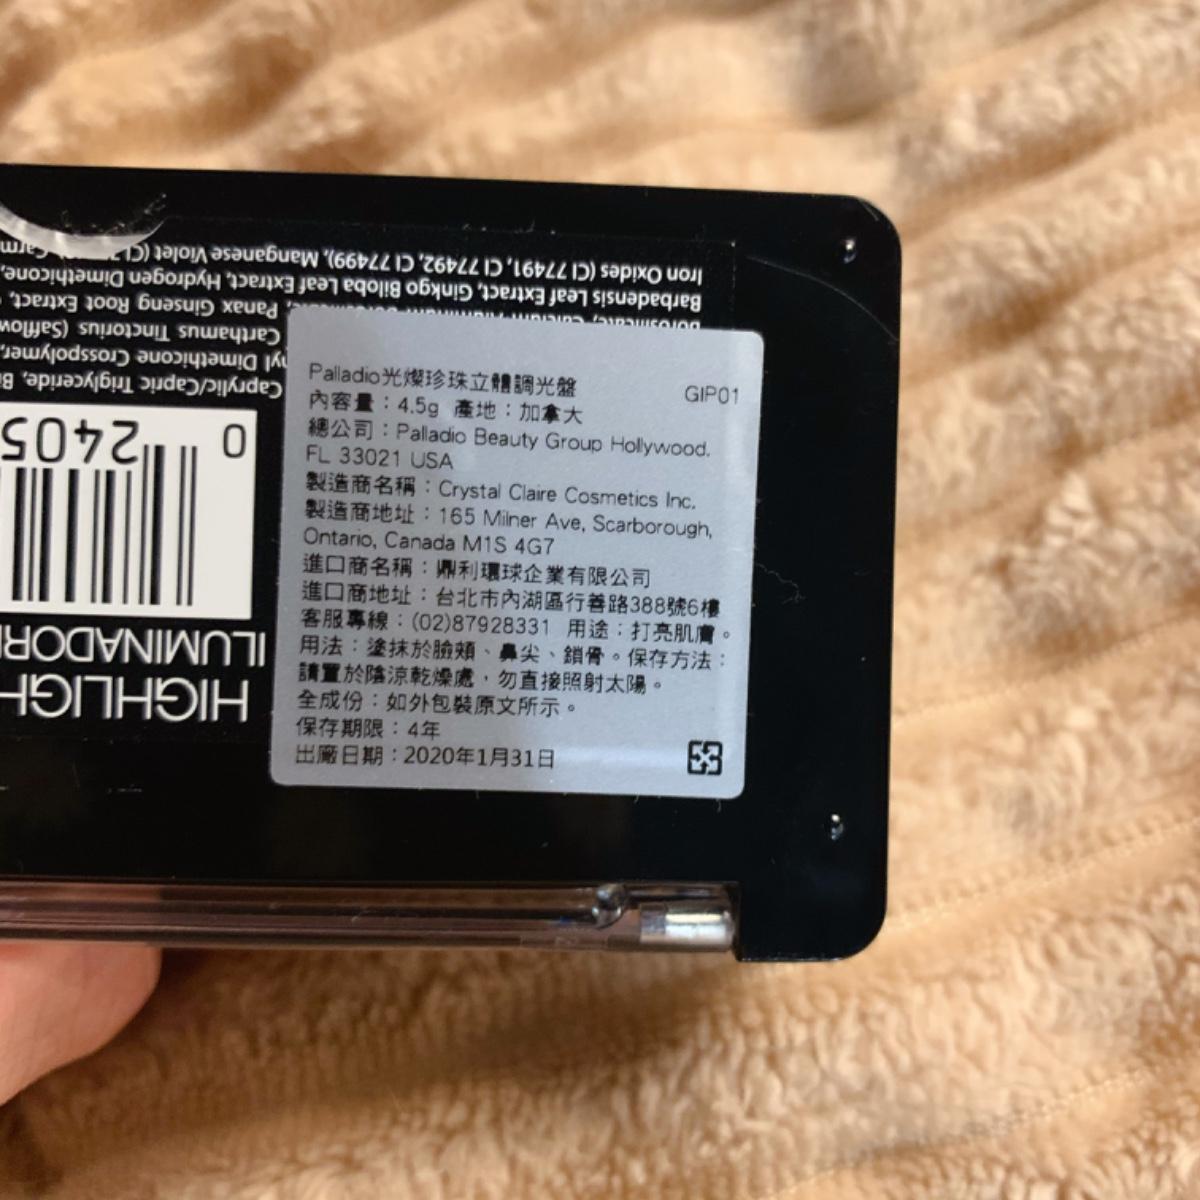 Palladio光燦珍珠立體調光盤 GIP01
內容量：4.5g 產地：加拿大
總公司：Palladio Beauty Group Hollywood.
FL 33021 USA
製造商名稱：Crystal Claire Cosmetics Inc.
製造商地址：165 Milner Ave, Scarborough,
Ontario, Canada M1S 4G7
進口商名稱：鼎利環球企業有限公司
進口商地址：台北市內湖區行善路388號6樓
客服專線：(02)87928331 用途：打亮肌膚。
用法：塗抹於臉頰、鼻尖、鎖骨。保存方法：
請置於陰涼乾燥處，勿直接照射太陽。
全成份：如外包裝原文所示。
保存期限：4年
出廠日期：2020年1月31日
HIGHLIGH
ILUMINADOR
0 2405
Caprylic/Capric Triglyceride,
Dimethicone Crosspolymer,
Carthamus Tinctorius (Safflow
Panax Ginseng Root Extract,
Barbadensis Leaf Extract, Ginkgo Biloba Leaf Extract, Hydrogen Dimethicone,
Iron Oxides (CI 77491, CI 77492, CI 77499), Manganese Violet